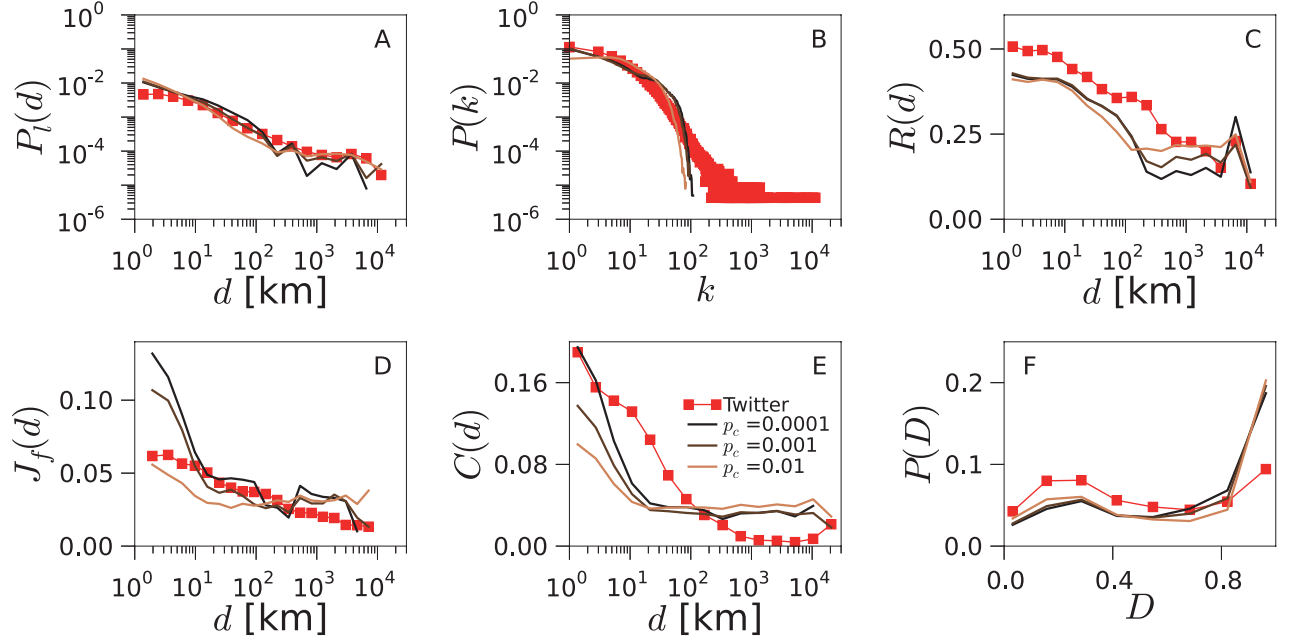 10^0 10^-2 10^-4 10^-6
P_l(d)
A
10^0 10^1 10^2 10^3 10^4
d [km]
10^0 10^-2 10^-4 10^-6
P(k)
B
10^0 10^1 10^2 10^3 10^4
k
0.50 0.25 0.00
R(d)
C
10^0 10^1 10^2 10^3 10^4
d [km]
0.10 0.05 0.00
J_f(d)
D
10^0 10^1 10^2 10^3 10^4
d [km]
0.16 0.08 0.00
C(d)
E
Twitter
p_c =0.0001
p_c =0.001
p_c =0.01
10^0 10^1 10^2 10^3 10^4
d [km]
0.2 0.1 0.0
P(D)
F
0.0 0.4 0.8
D